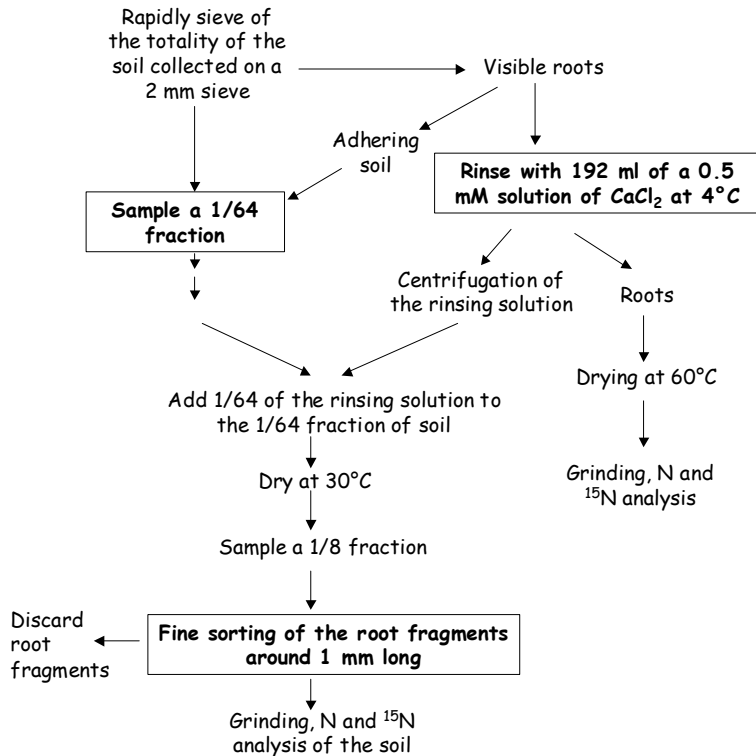 Rapidly sieve of
the totality of the
soil collected on a
2 mm sieve
Visible roots
Adhering
soil
Rinse with 192 ml of a 0.5
mM solution of CaCl₂ at 4°C
Sample a 1/64
fraction
Centrifugation of
the rinsing solution
Roots
Drying at 60°C
Add 1/64 of the rinsing solution to
the 1/64 fraction of soil
Grinding, N and
¹⁵N analysis
Dry at 30°C
Sample a 1/8 fraction
Discard
root
fragments
Fine sorting of the root fragments
around 1 mm long
Grinding, N and ¹⁵N
analysis of the soil